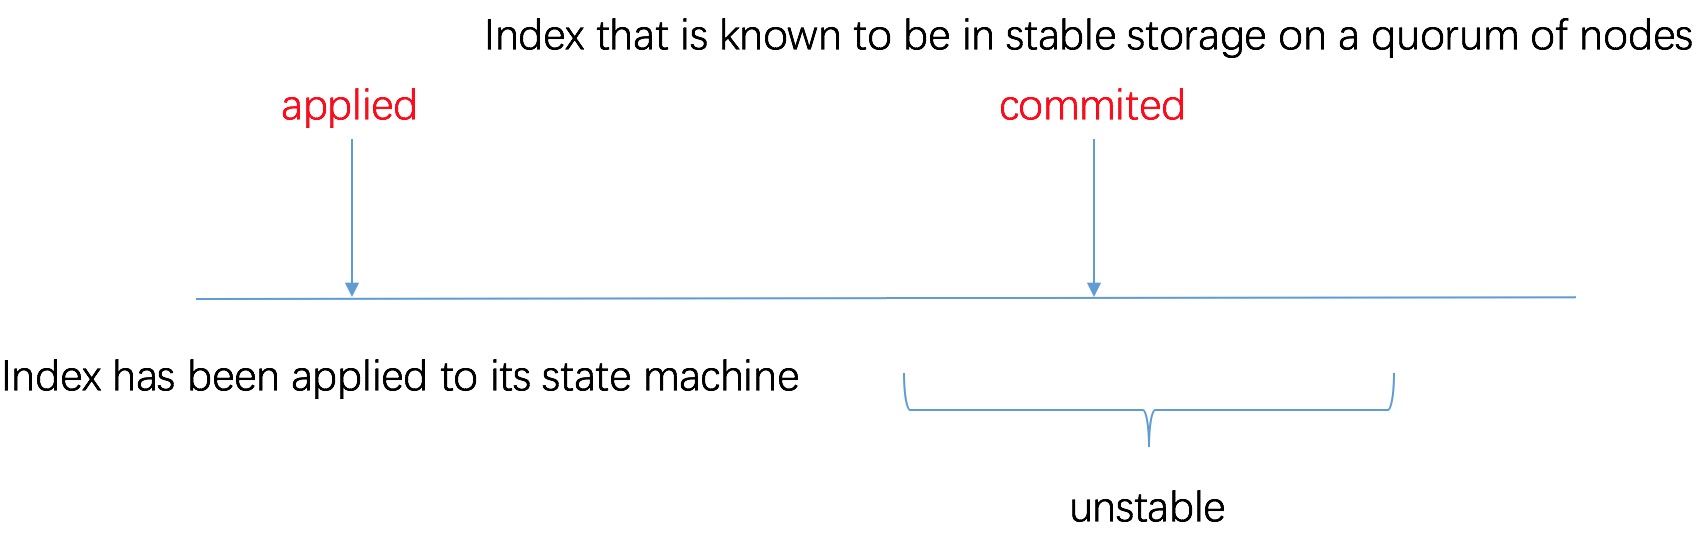 Index that is known to be in stable storage on a quorum of nodes
applied
commited
Index has been applied to its state machine
unstable